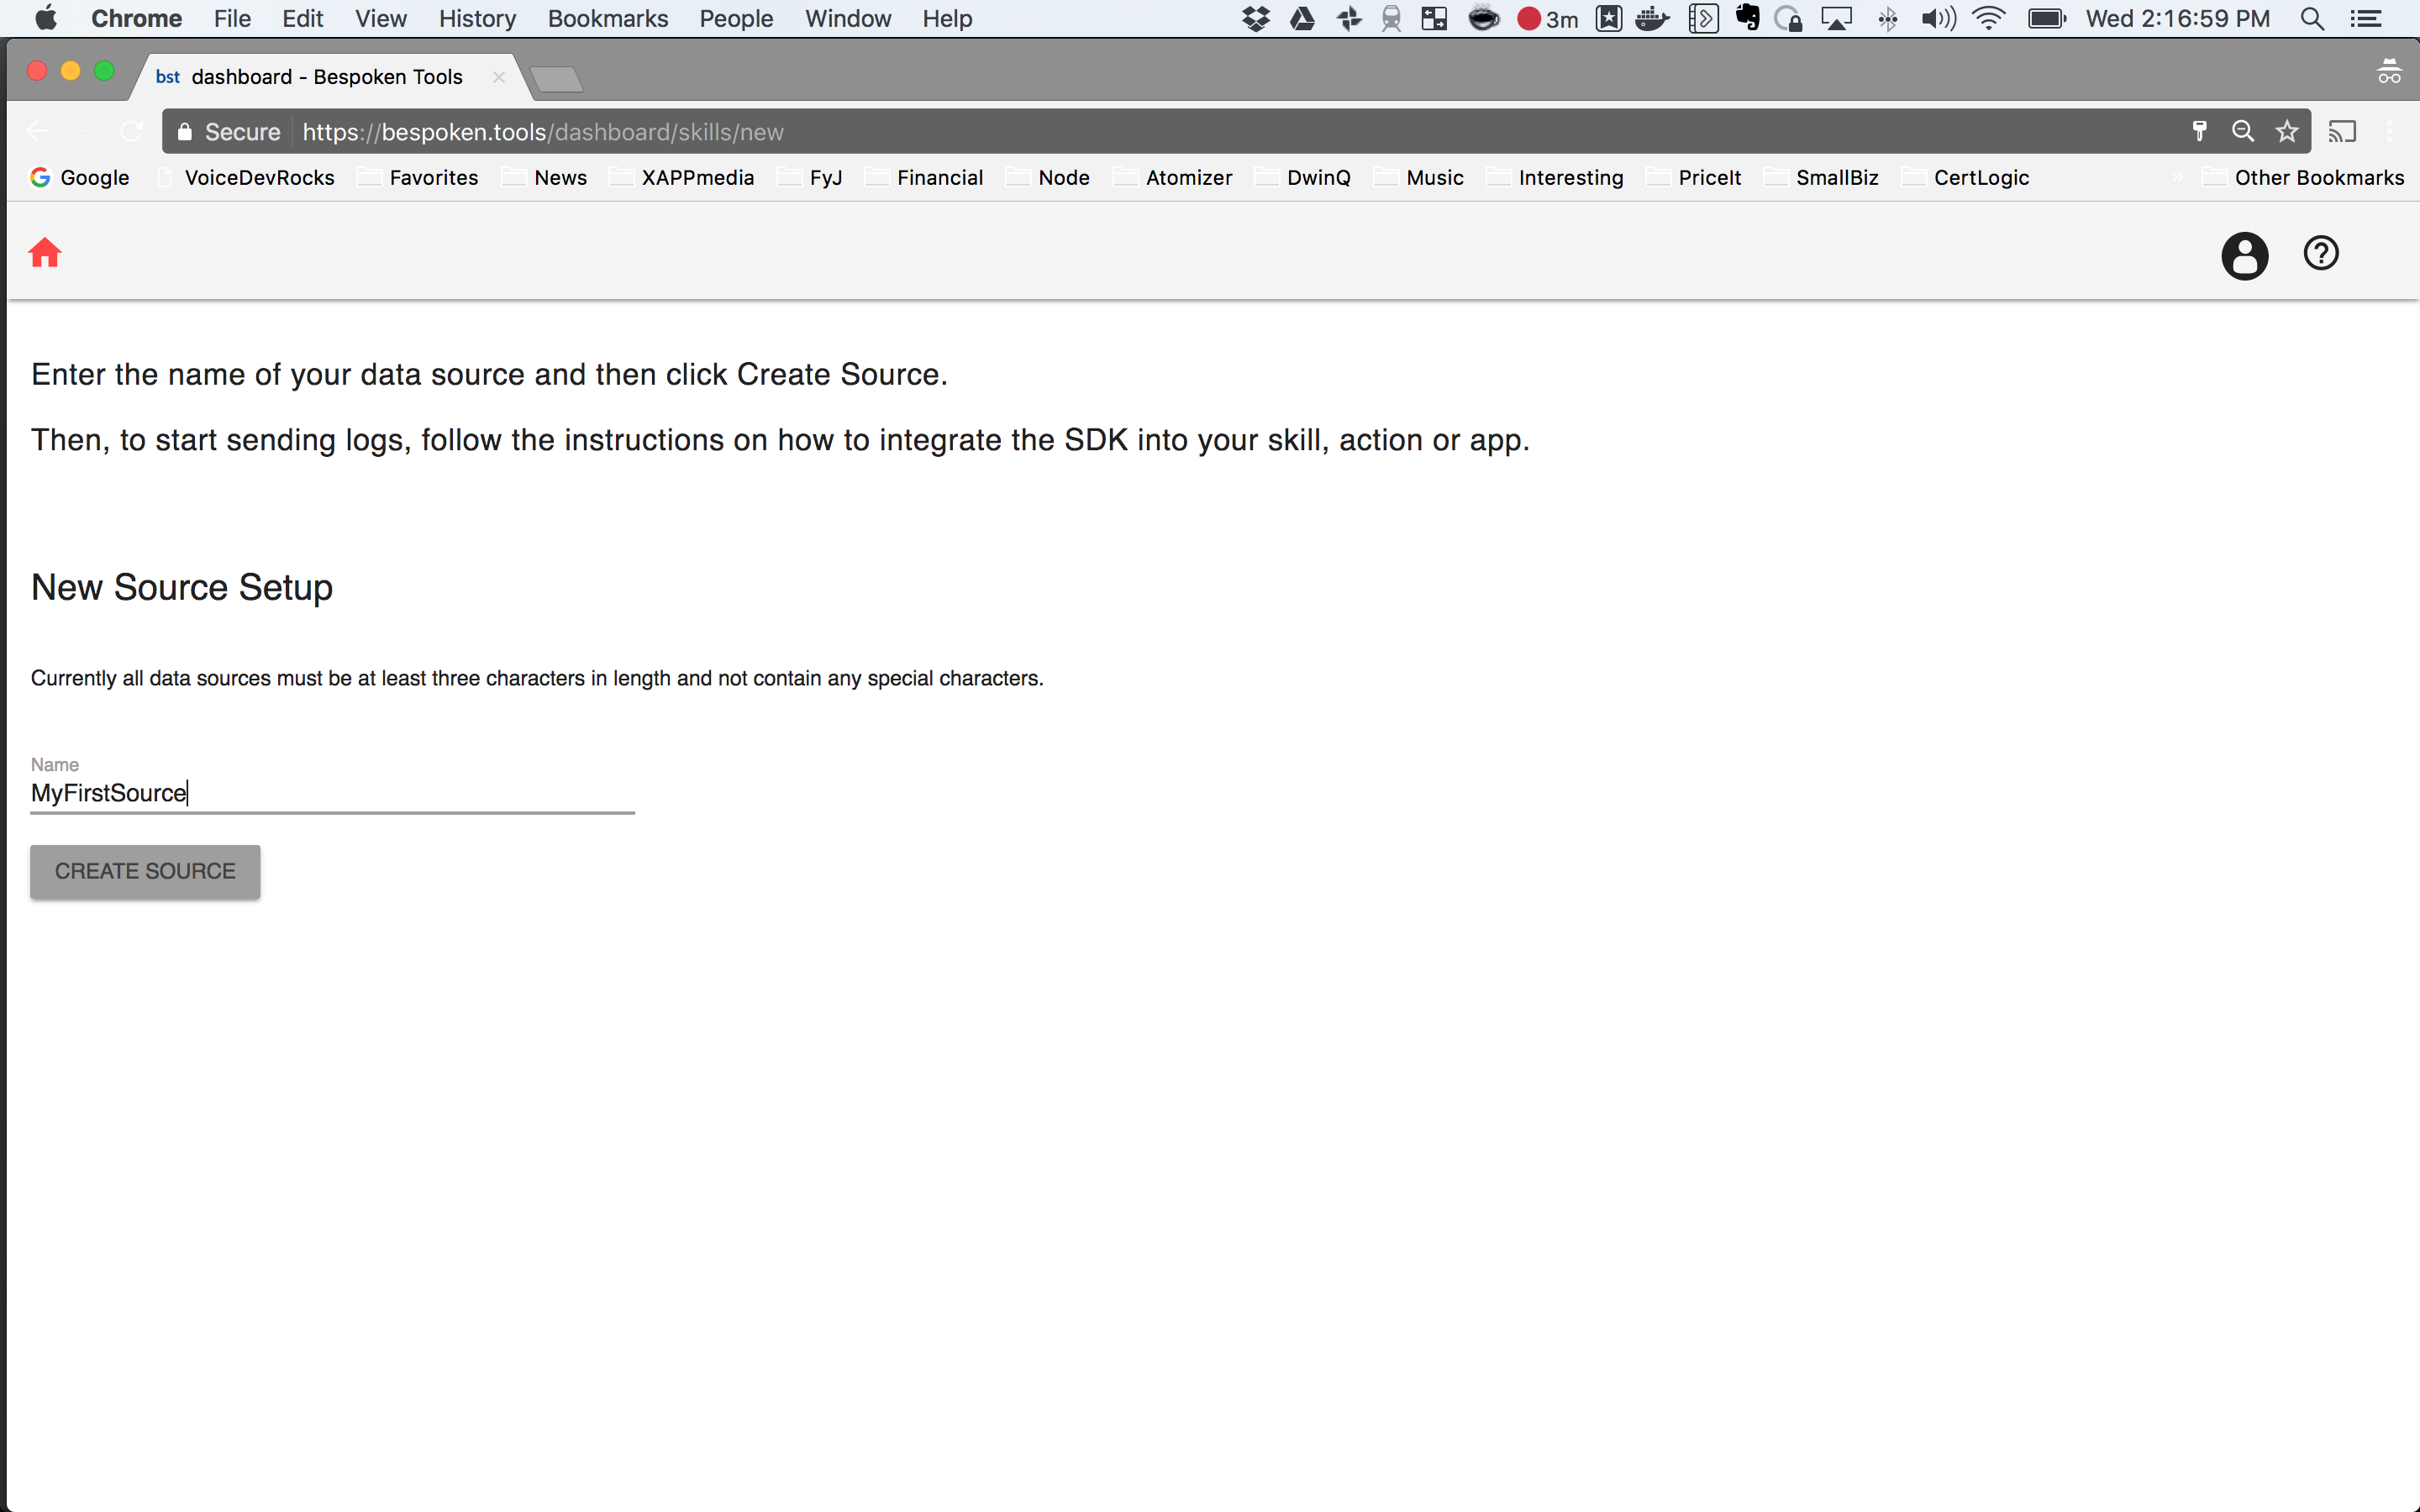 Chrome File Edit View History Bookmarks People Window Help 3m Wed 2:16:59 PM
bst dashboard - Bespoken Tools
Secure https://bespoken.tools/dashboard/skills/new
Google VoiceDevRocks Favorites News XAPPmedia FyJ Financial Node Atomizer DwinQ Music Interesting PriceIt SmallBiz CertLogic » Other Bookmarks
Enter the name of your data source and then click Create Source.
Then, to start sending logs, follow the instructions on how to integrate the SDK into your skill, action or app.
New Source Setup
Currently all data sources must be at least three characters in length and not contain any special characters.
Name
MyFirstSource
CREATE SOURCE